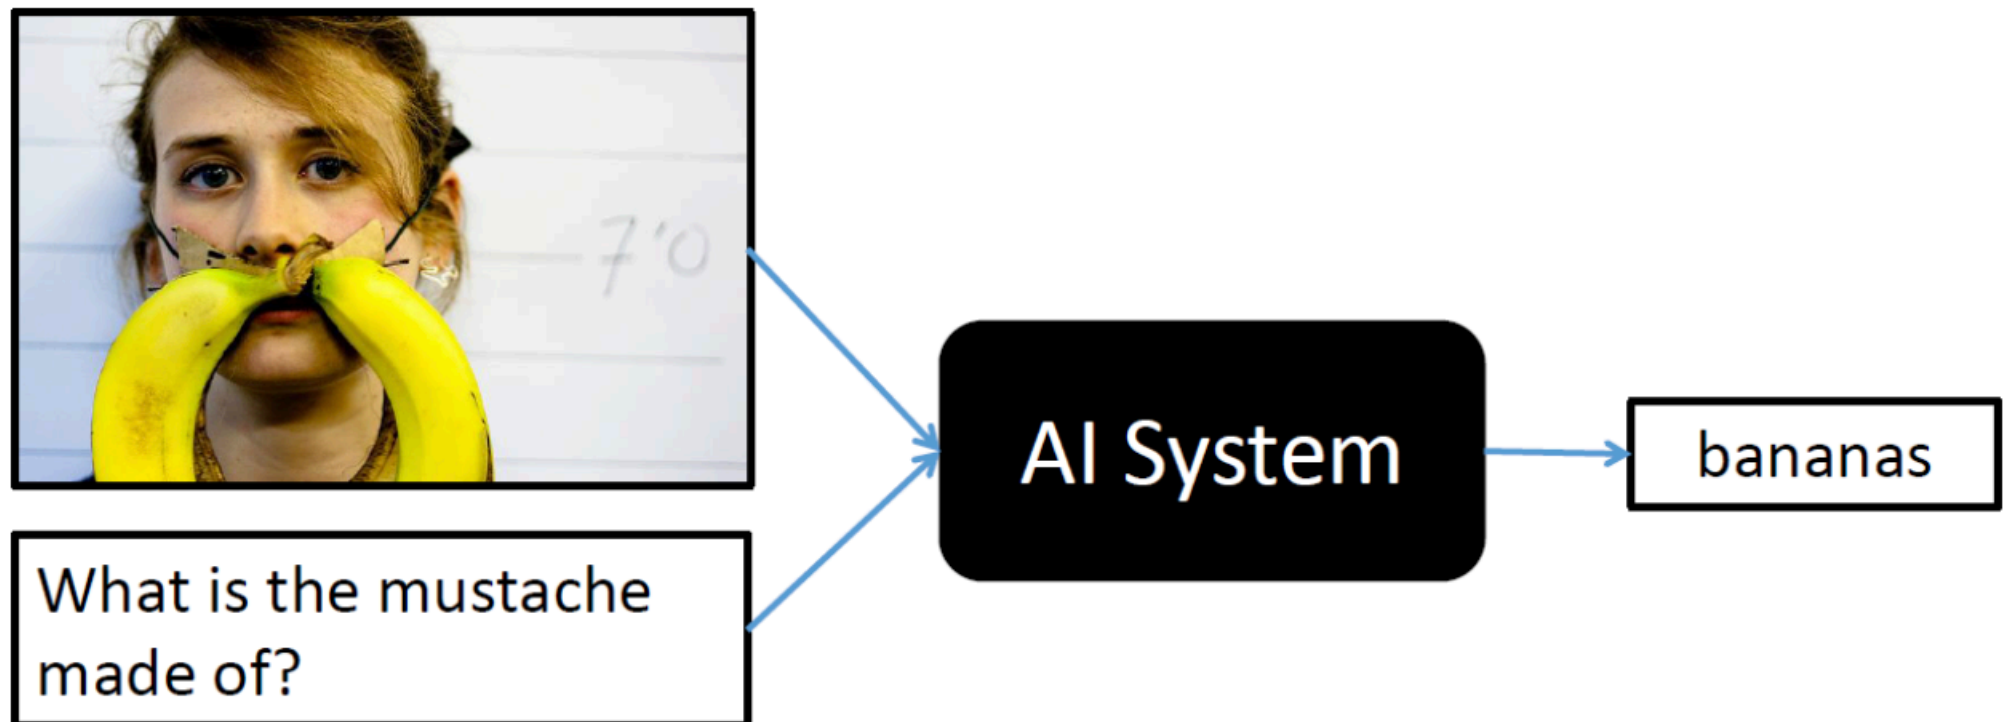 7'0
What is the mustache
made of?
AI System
bananas